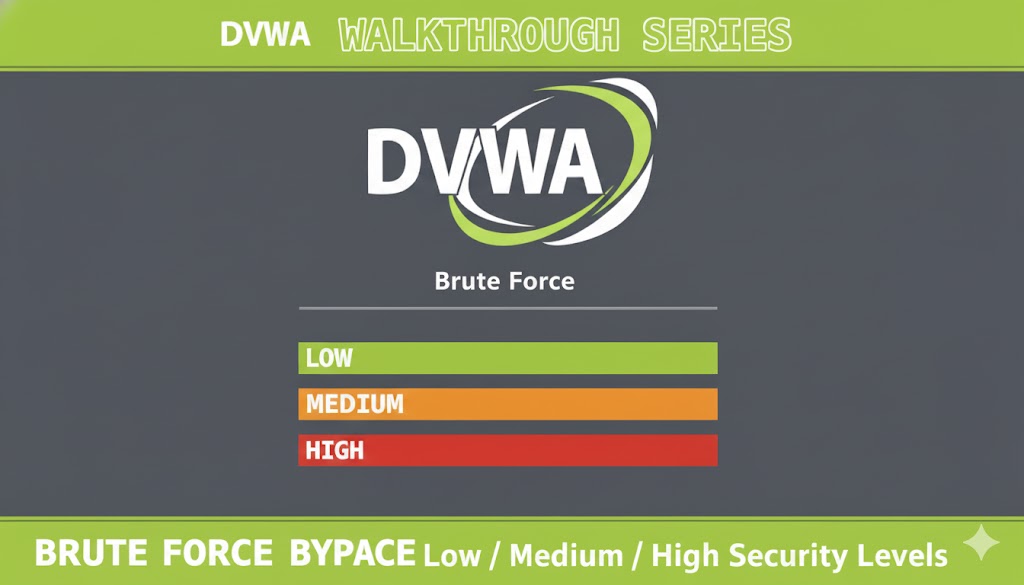 DVWA WALKTHROUGH SERIES
DVWA
Brute Force
LOW
MEDIUM
HIGH
BRUTE FORCE BYPACE Low / Medium / High Security Levels